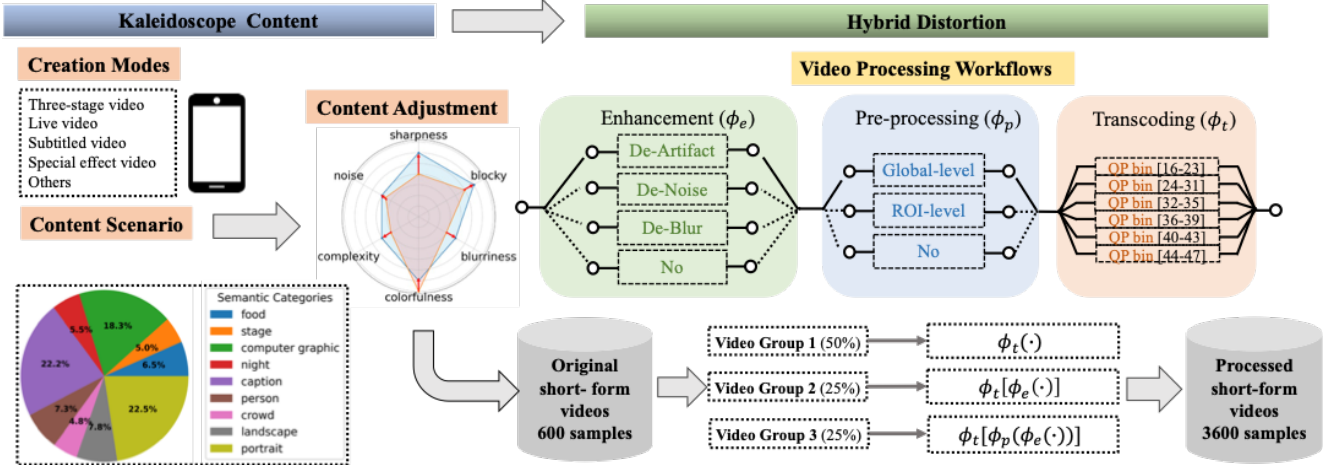 Kaleidoscope Content
Hybrid Distortion
Creation Modes
Three-stage video
Live video
Subtitled video
Special effect video
Others
Content Scenario
Content Adjustment
sharpness
noise
blocky
complexity
blurriness
colorfulness
Video Processing Workflows
Enhancement (ϕₑ)
De-Artifact
De-Noise
De-Blur
No
Pre-processing (ϕₚ)
Global-level
ROI-level
No
Transcoding (ϕₜ)
QP bin [16-23]
QP bin [24-31]
QP bin [32-35]
QP bin [36-39]
QP bin [40-43]
QP bin [44-47]
5.5%
18.3%
5.0%
22.2%
6.5%
7.3%
22.5%
4.8%
7.8%
Semantic Categories
food
stage
computer graphic
night
caption
person
crowd
landscape
portrait
Original
short- form
videos
600 samples
Video Group 1 (50%)
ϕₜ(·)
Video Group 2 (25%)
ϕₜ[ϕₑ(·)]
Video Group 3 (25%)
ϕₜ[ϕₚ(ϕₑ(·))]
Processed
short-form
videos
3600 samples